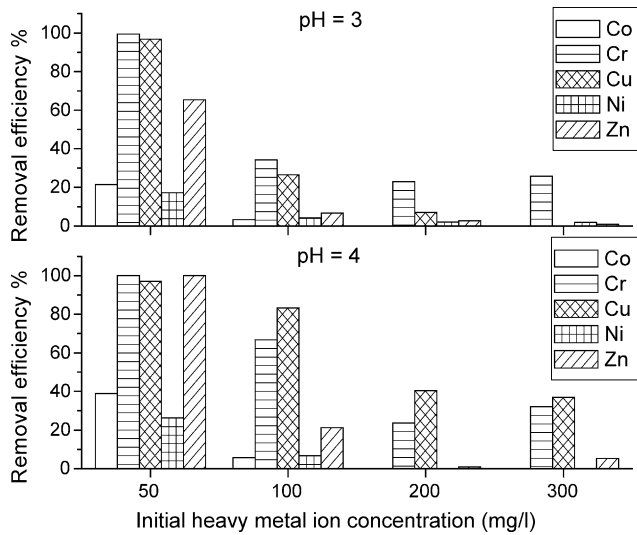 pH = 3
Removal efficiency %
100
80
60
40
20
0
Co
Cr
Cu
Ni
Zn
pH = 4
Removal efficiency %
100
80
60
40
20
0
Co
Cr
Cu
Ni
Zn
50 100 200 300
Initial heavy metal ion concentration (mg/l)